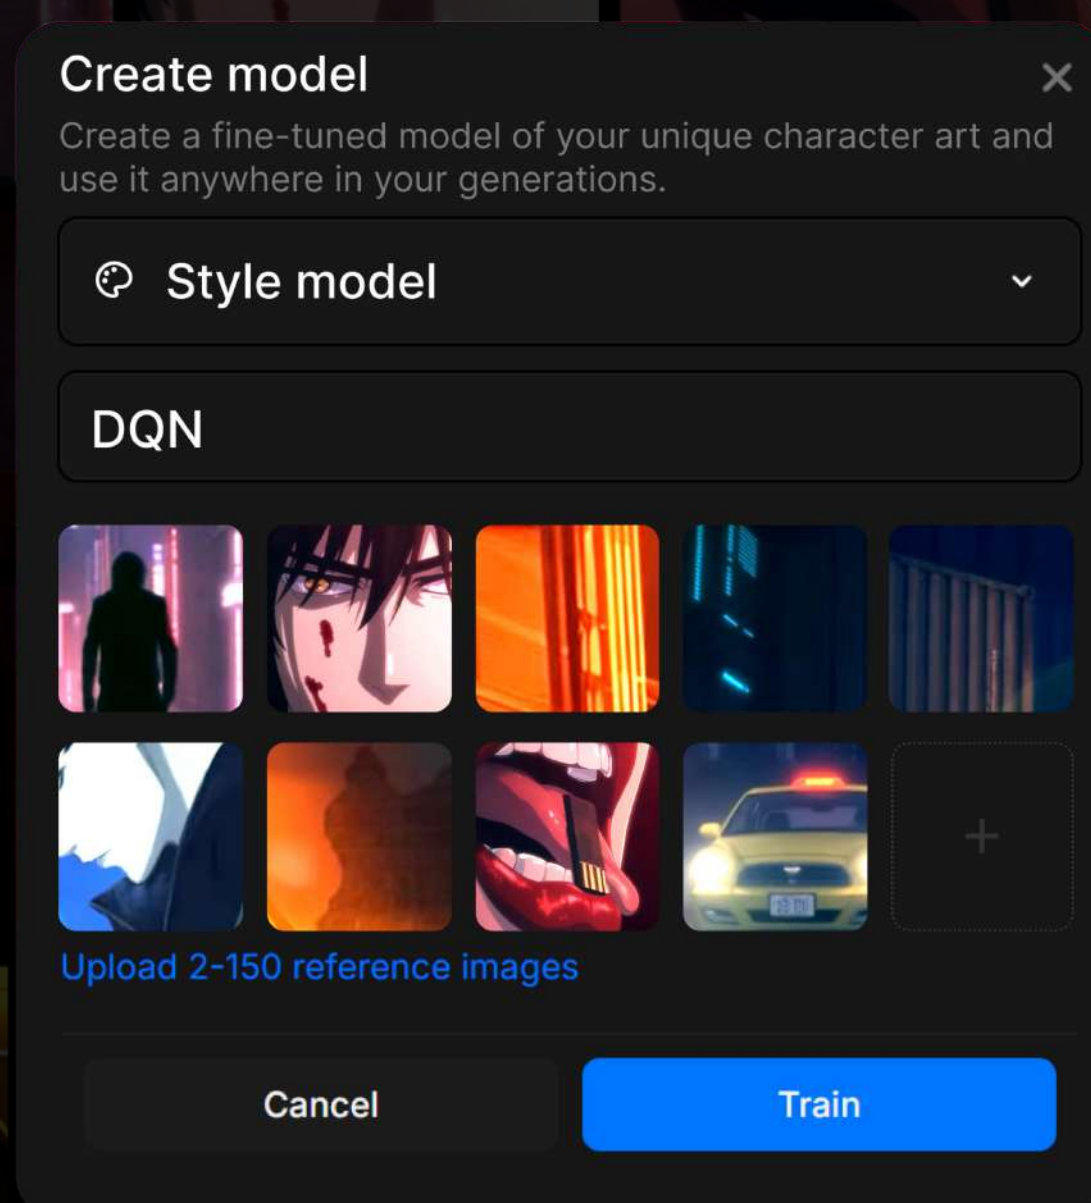 Create model
Create a fine-tuned model of your unique character art and
use it anywhere in your generations.
Style model
DQN
Upload 2-150 reference images
Cancel
Train